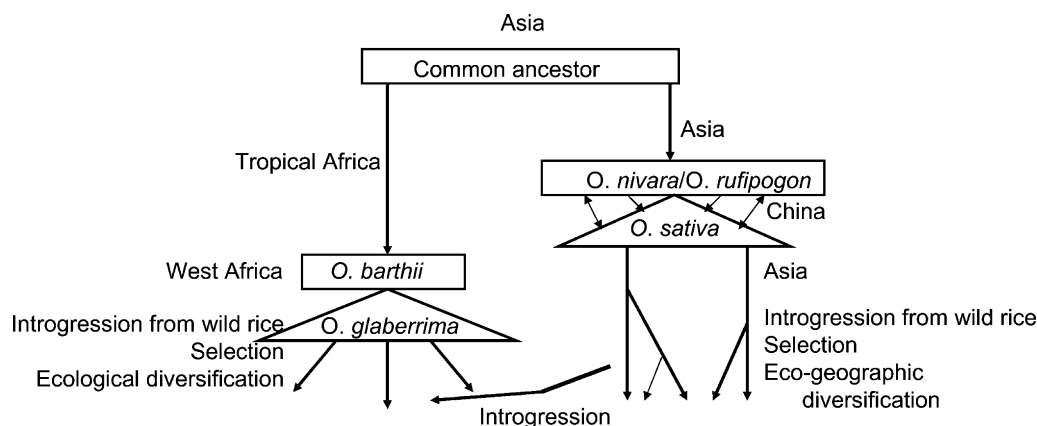 Asia
Common ancestor
Asia
Tropical Africa
O. nivara/O. rufipogon
China
O. sativa
West Africa
O. barthii
Asia
O. glaberrima
Introgression from wild rice
Selection
Ecological diversification
Introgression from wild rice
Selection
Eco-geographic
diversification
Introgression